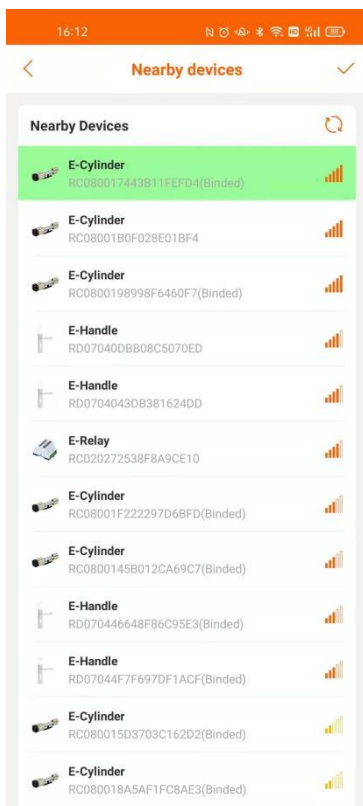 16:12
Nearby devices
Nearby Devices
E-Cylinder
RC080017443B11FEFD4(Binded)
E-Cylinder
RC08001B0F028E01BF4
E-Cylinder
RC0800198998F6460F7(Binded)
E-Handle
RD07040DBB08C5070ED
E-Handle
RD0704043DB381624DD
E-Relay
RC020272538F8A9CE10
E-Cylinder
RC08001F222297D6BFD(Binded)
E-Cylinder
RC0800145B012CA69C7(Binded)
E-Handle
RD070446648F86C95E3(Binded)
E-Handle
RD07044F7F697DF1ACF(Binded)
E-Cylinder
RC080015D3703C162D2(Binded)
E-Cylinder
RC080018A5AF1FC8AE3(Binded)